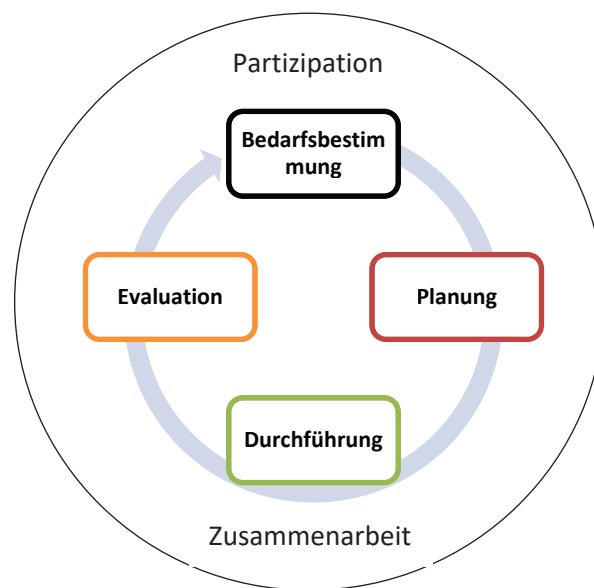 Partizipation
Bedarfsbestim
mung
Evaluation
Planung
Durchführung
Zusammenarbeit